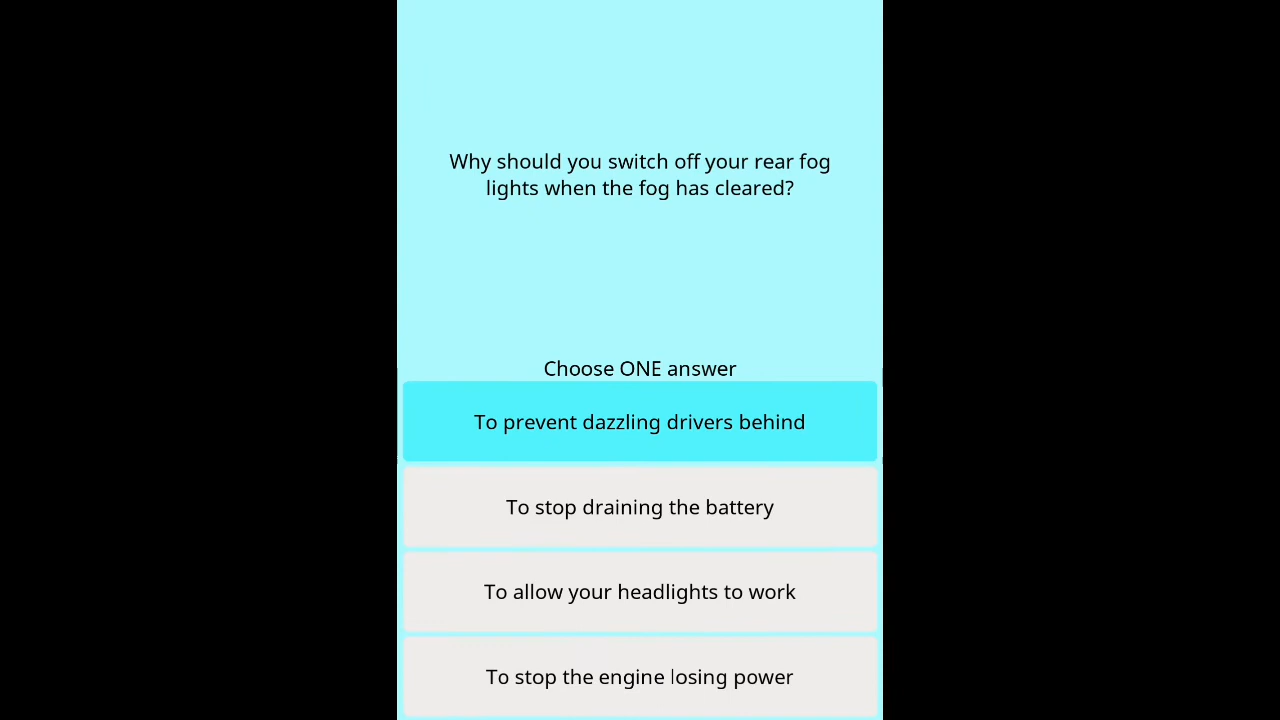 Why should you switch off your rear fog
lights when the fog has cleared?
Choose ONE answer
To prevent dazzling drivers behind
To stop draining the battery
To allow your headlights to work
To stop the engine losing power